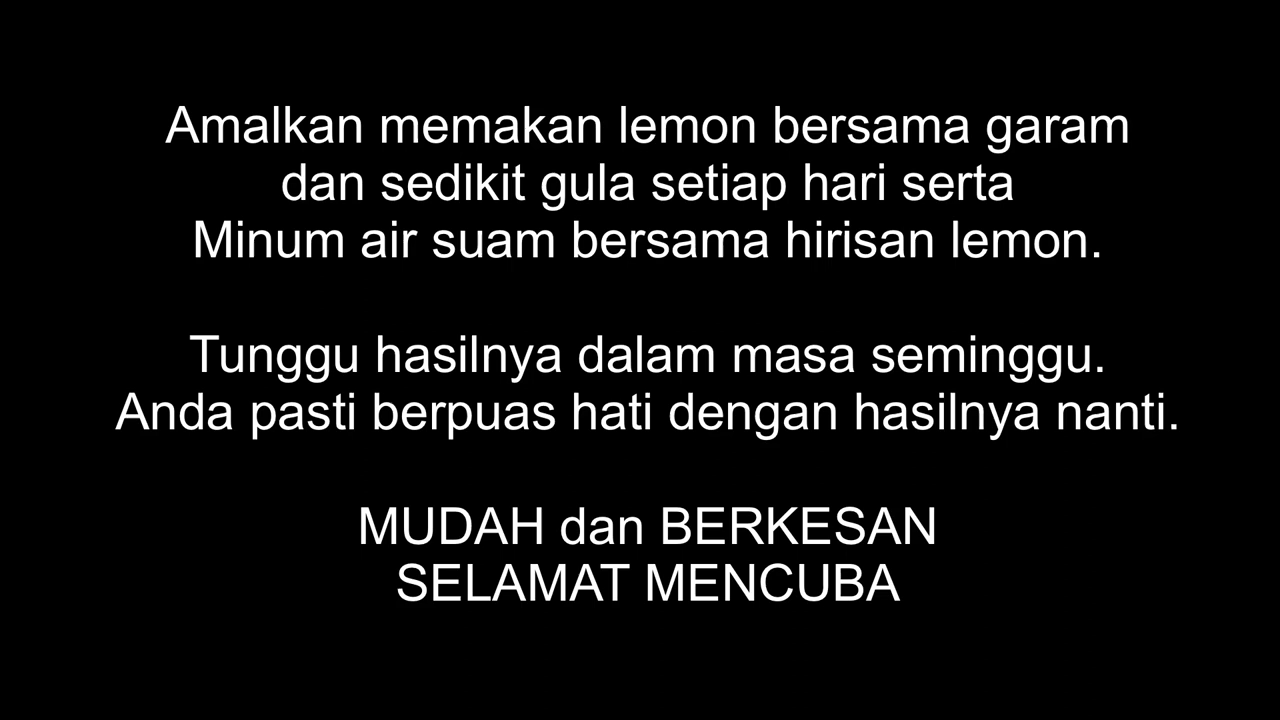 Amalkan memakan lemon bersama garam
dan sedikit gula setiap hari serta
Minum air suam bersama hirisan lemon.
Tunggu hasilnya dalam masa seminggu.
Anda pasti berpuas hati dengan hasilnya nanti.
MUDAH dan BERKESAN
SELAMAT MENCUBA